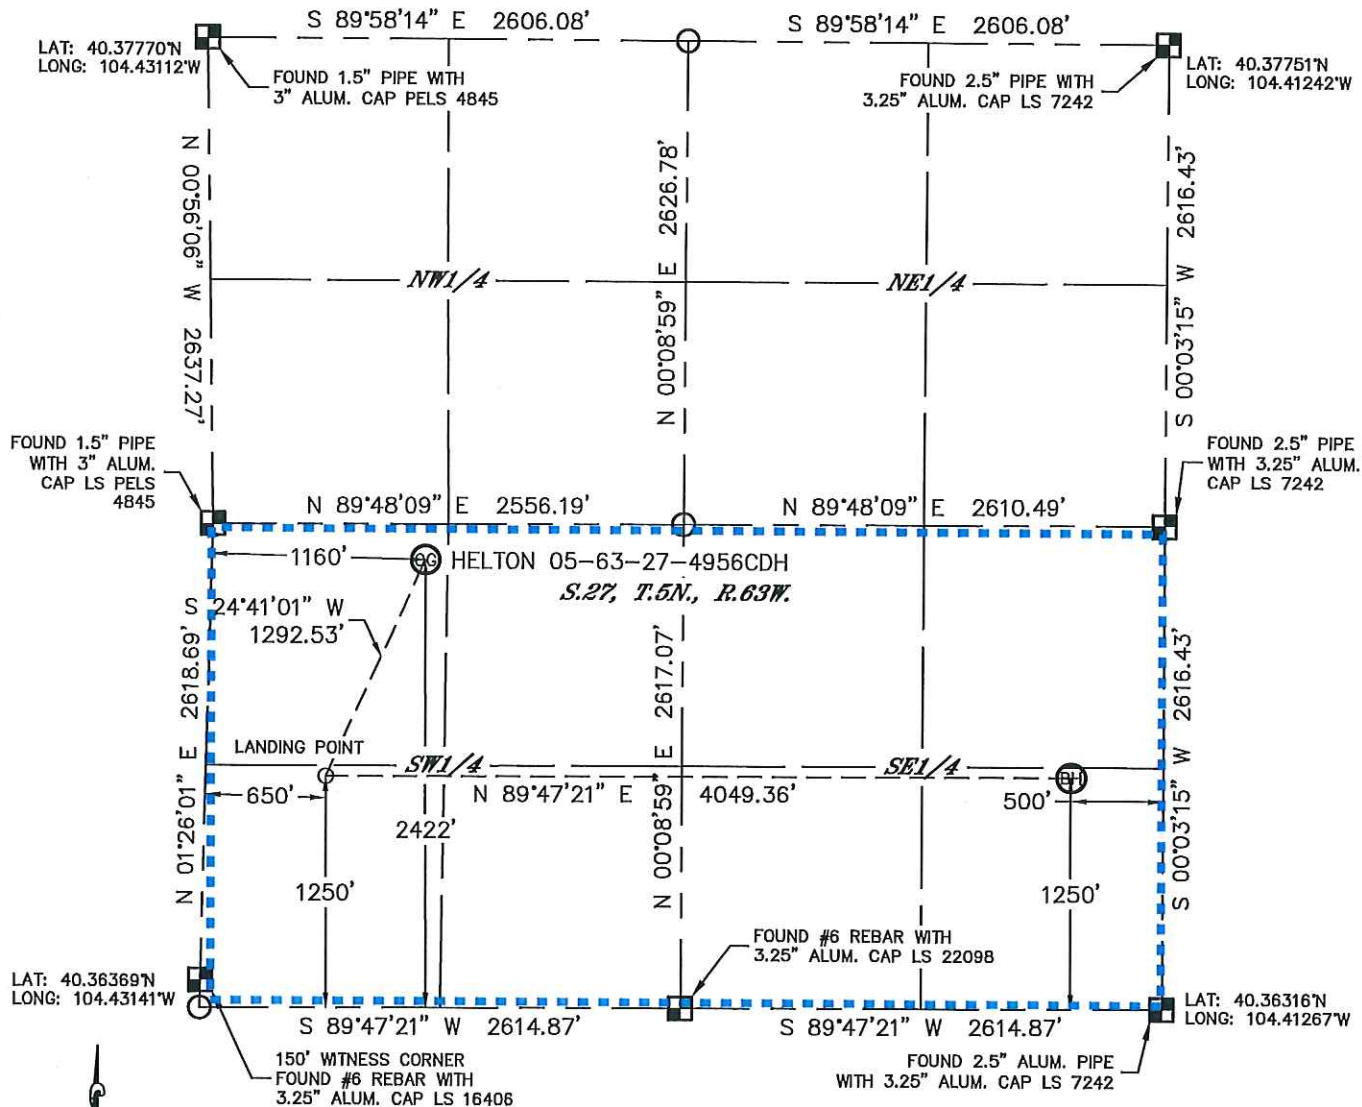 S 89°58'14" E 2606.08'
S 89°58'14" E 2606.08'
LAT: 40.37770°N
LONG: 104.43112°W
FOUND 1.5" PIPE WITH
3" ALUM. CAP PELS 4845
FOUND 2.5" PIPE WITH
3.25" ALUM. CAP LS 7242
LAT: 40.37751°N
LONG: 104.41242°W
N 00°56'06" W 2637.27'
N 00°08'59" E 2626.78'
S 00°03'15" W 2616.43'
NW1/4
NE1/4
FOUND 1.5" PIPE
WITH 3" ALUM.
CAP LS PELS
4845
FOUND 2.5" PIPE
WITH 3.25" ALUM.
CAP LS 7242
N 89°48'09" E 2556.19'
N 89°48'09" E 2610.49'
1160'
OG
HELTON 05-63-27-4956CDH
S.27, T.5N., R.63W.
S 24°41'01" W
1292.53'
N 01°26'01" E 2618.69'
N 00°08'59" E 2617.07'
S 00°03'15" W 2616.43'
LANDING POINT
SW1/4
SE1/4
BH
650'
N 89°47'21" E 4049.36'
500'
2422'
1250'
1250'
FOUND #6 REBAR WITH
3.25" ALUM. CAP LS 22098
LAT: 40.36369°N
LONG: 104.43141°W
LAT: 40.36316°N
LONG: 104.41267°W
S 89°47'21" W 2614.87'
S 89°47'21" W 2614.87'
150' WITNESS CORNER
FOUND #6 REBAR WITH
3.25" ALUM. CAP LS 16406
FOUND 2.5" ALUM. PIPE
WITH 3.25" ALUM. CAP LS 7242